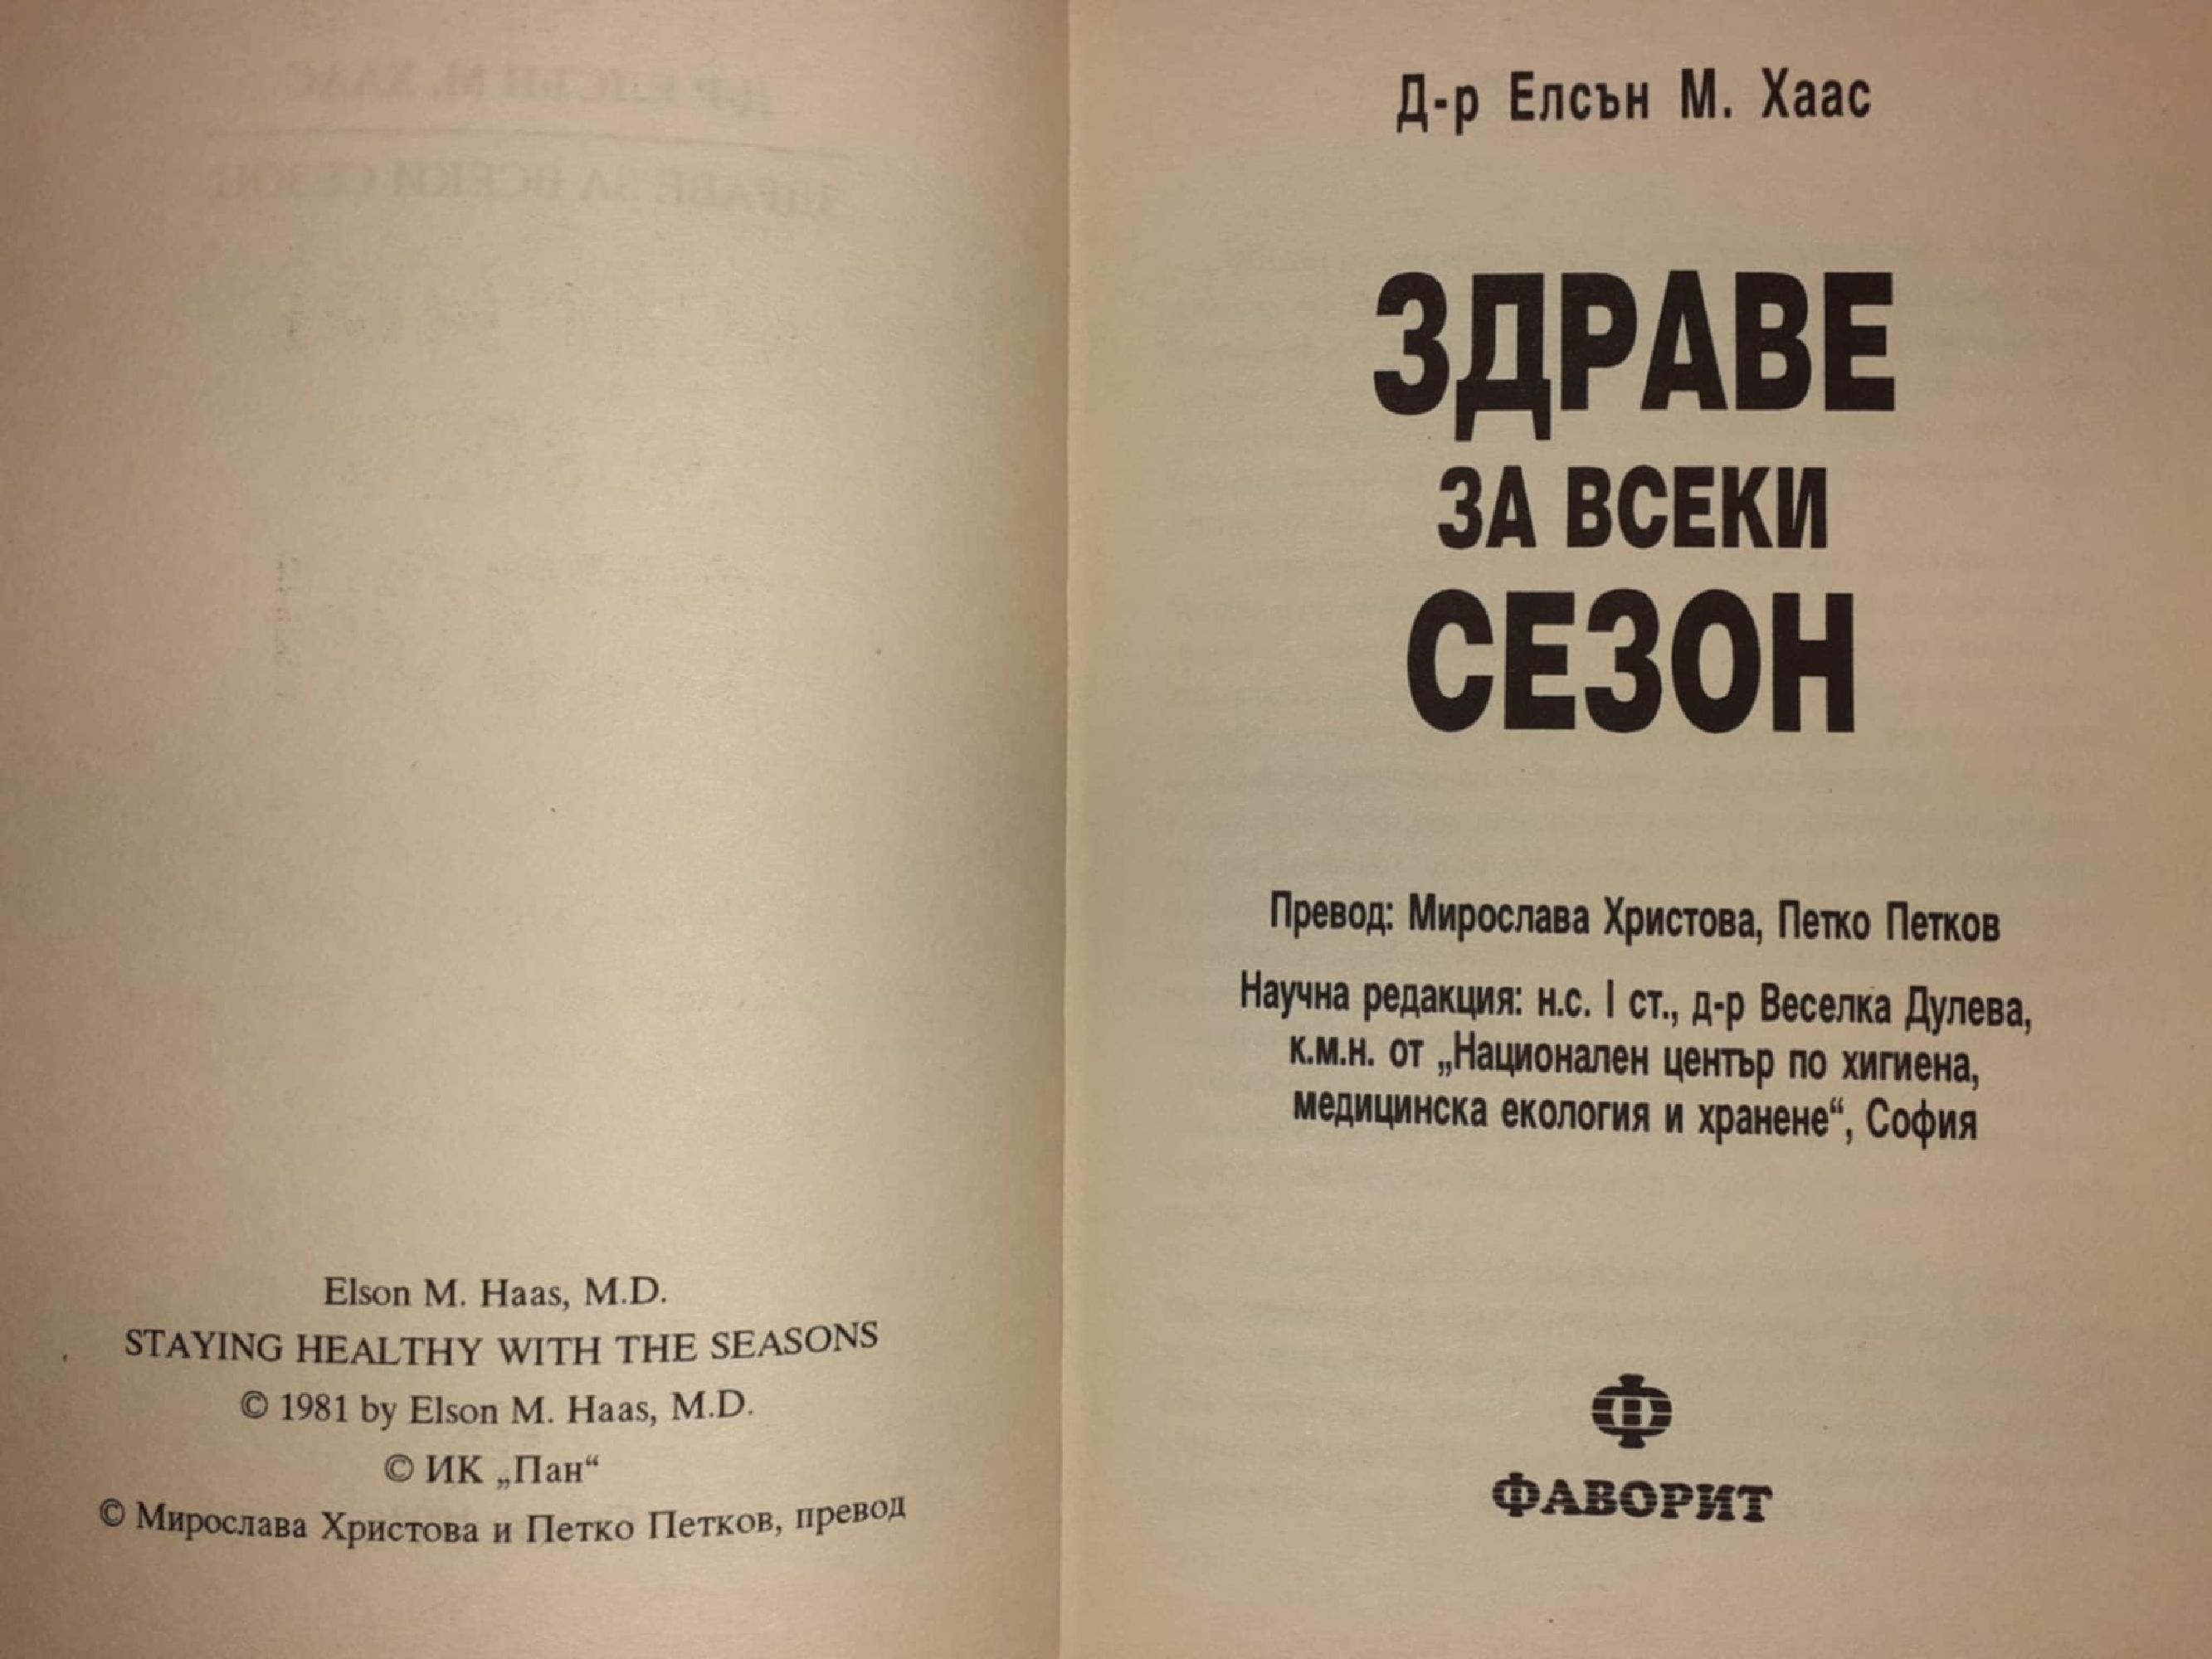 Elson M. Haas, M.D.
STAYING HEALTHY WITH THE SEASONS
© 1981 by Elson M. Haas, M.D.
© ИК „Пан“
© Мирослава Христова и Петко Петков, превод
Д-р Елсън М. Хаас
ЗДРАВЕ
ЗА ВСЕКИ
СЕЗОН
Превод: Мирослава Христова, Петко Петков
Научна редакция: н.с. I ст., д-р Веселка Дулева,
к.м.н. от „Национален център по хигиена,
медицинска екология и хранене“, София
Ф
ФАВОРИТ